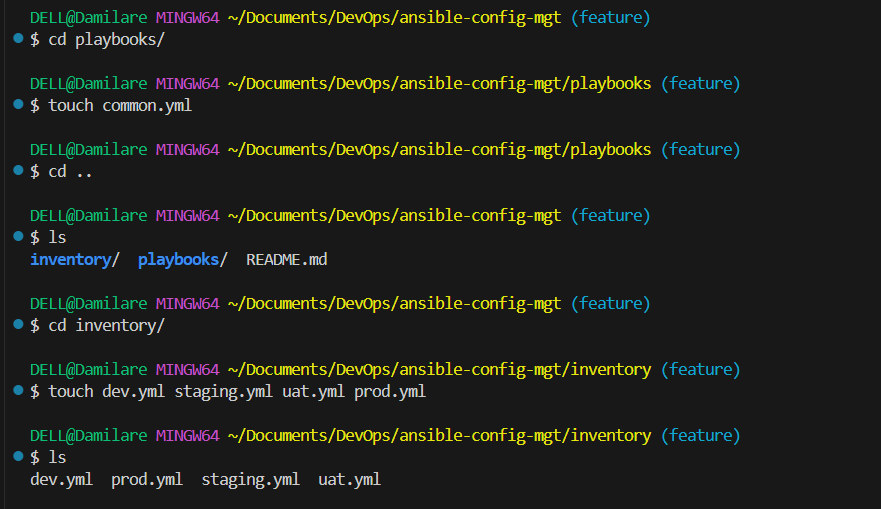 DELL@Damilare MINGW64 ~/Documents/DevOps/ansible-config-mgt (feature)
$ cd playbooks/
DELL@Damilare MINGW64 ~/Documents/DevOps/ansible-config-mgt/playbooks (feature)
$ touch common.yml
DELL@Damilare MINGW64 ~/Documents/DevOps/ansible-config-mgt/playbooks (feature)
$ cd ..
DELL@Damilare MINGW64 ~/Documents/DevOps/ansible-config-mgt (feature)
$ ls
inventory/  playbooks/  README.md
DELL@Damilare MINGW64 ~/Documents/DevOps/ansible-config-mgt (feature)
$ cd inventory/
DELL@Damilare MINGW64 ~/Documents/DevOps/ansible-config-mgt/inventory (feature)
$ touch dev.yml staging.yml uat.yml prod.yml
DELL@Damilare MINGW64 ~/Documents/DevOps/ansible-config-mgt/inventory (feature)
$ ls
dev.yml  prod.yml  staging.yml  uat.yml